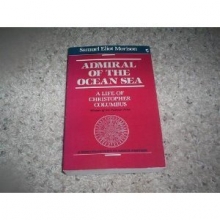 Samuel Eliot Morison
ADMIRAL OF THE
OCEAN SEA
A LIFE OF
CHRISTOPHER
COLUMBUS